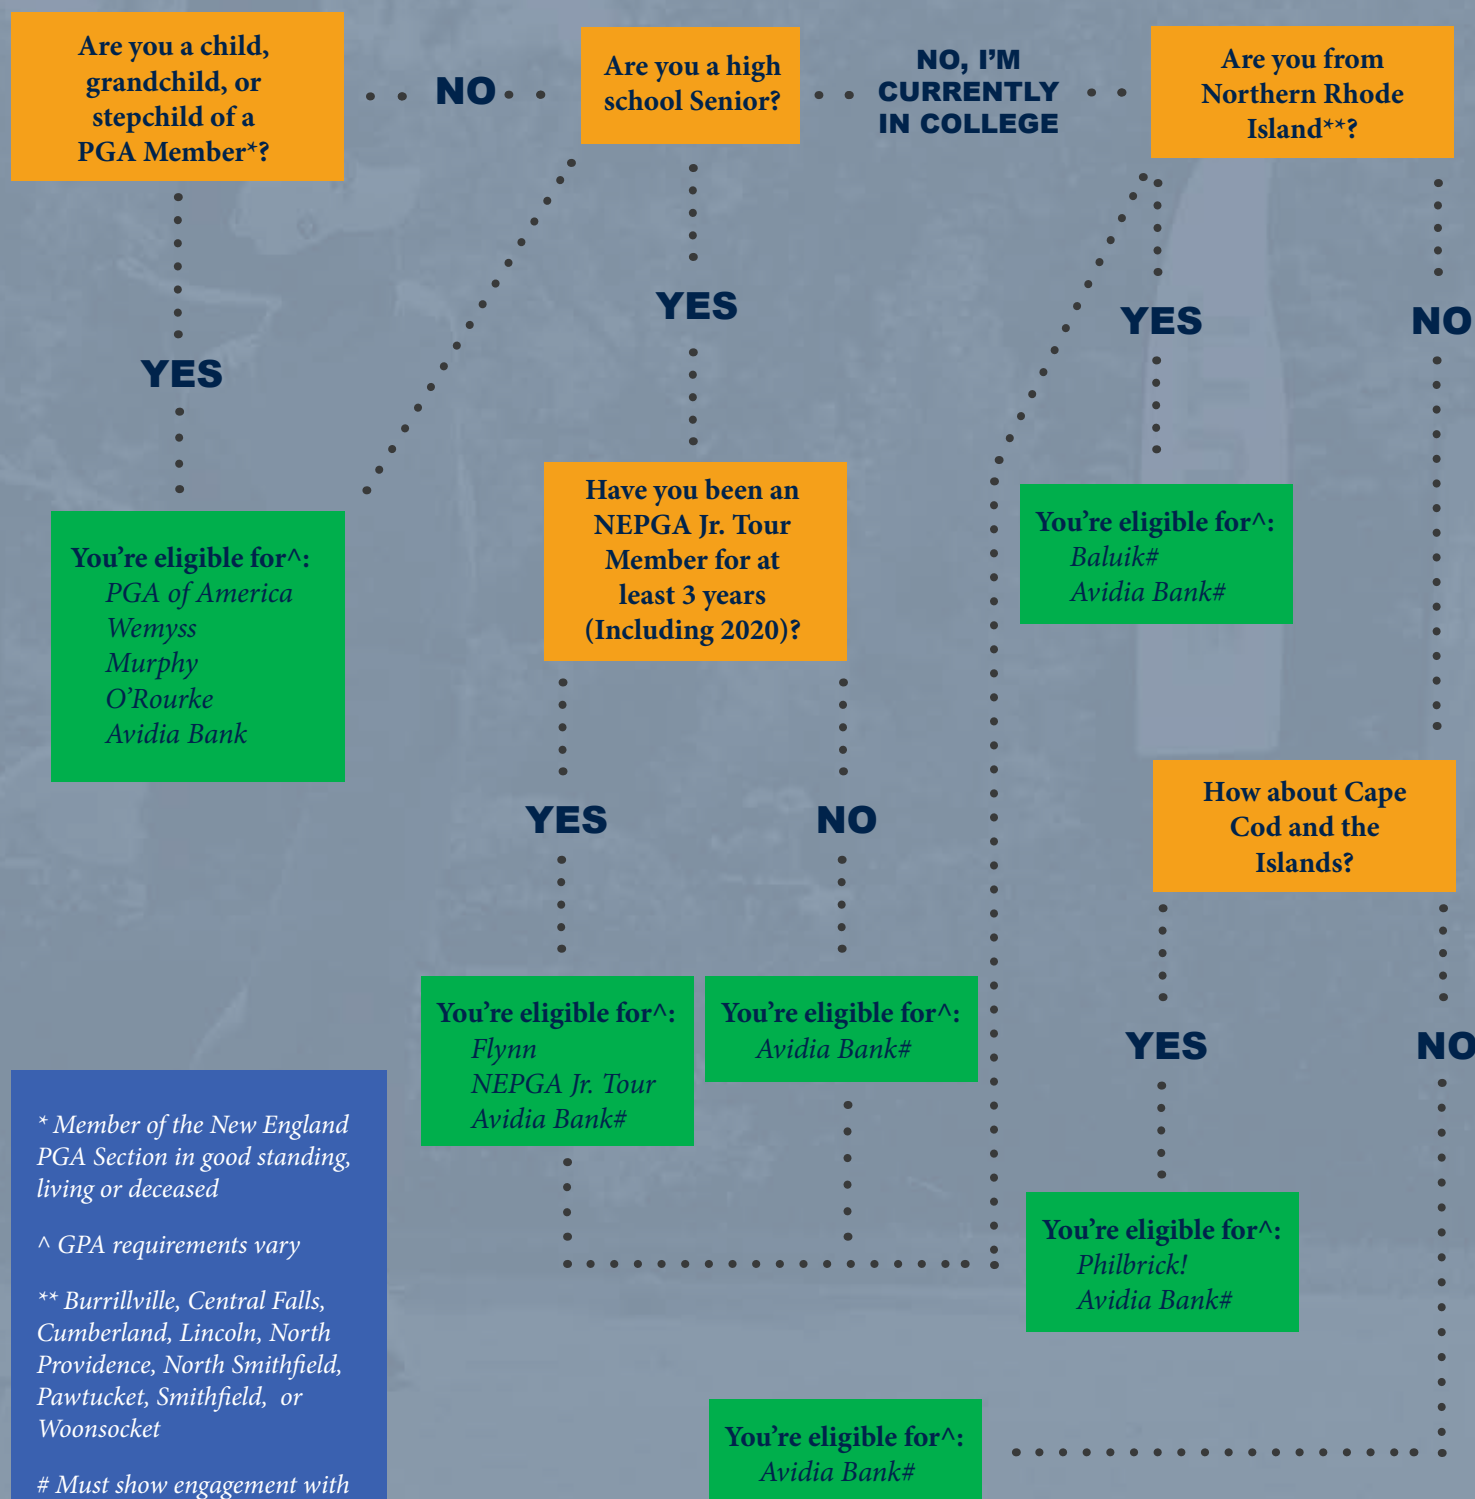 Are you a child,
grandchild, or
stepchild of a
PGA Member*?
NO
Are you a high
school Senior?
NO, I'M
CURRENTLY
IN COLLEGE
Are you from
Northern Rhode
Island**?
YES
YES
YES
NO
You're eligible for^:
PGA of America
Wemyss
Murphy
O'Rourke
Avidia Bank
Have you been an
NEPGA Jr. Tour
Member for at
least 3 years
(Including 2020)?
You're eligible for^:
Baluik#
Avidia Bank#
YES
NO
How about Cape
Cod and the
Islands?
You're eligible for^:
Flynn
NEPGA Jr. Tour
Avidia Bank#
You're eligible for^:
Avidia Bank#
YES
NO
You're eligible for^:
Philbrick!
Avidia Bank#
You're eligible for^:
Avidia Bank#
* Member of the New England
PGA Section in good standing,
living or deceased
^ GPA requirements vary
** Burrillville, Central Falls,
Cumberland, Lincoln, North
Providence, North Smithfield,
Pawtucket, Smithfield, or
Woonsocket
# Must show engagement with